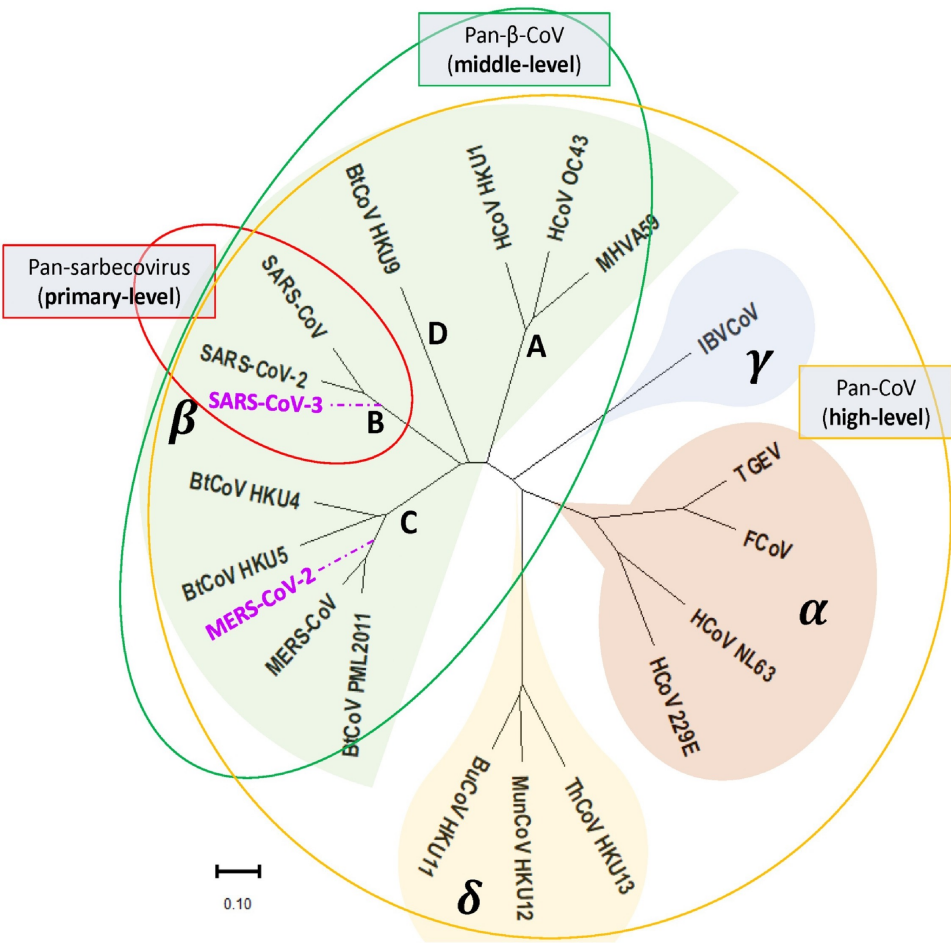 Pan-β-CoV
(middle-level)
HCoV HKU1
HCoV OC43
BtCoV HKU9
MHVA59
Pan-sarbecovirus
(primary-level)
SARS-CoV
IBVCoV
D
A
γ
SARS-CoV-2
SARS-CoV-3
B
β
Pan-CoV
(high-level)
TGEV
BtCoV HKU4
C
FCoV
BtCoV HKU5
MERS-CoV-2
α
MERS-CoV
HCoV NL63
BtCoV PML2011
HCoV 229E
BuCoV HKU11
MunCoV HKU12
ThCoV HKU13
δ
0.10